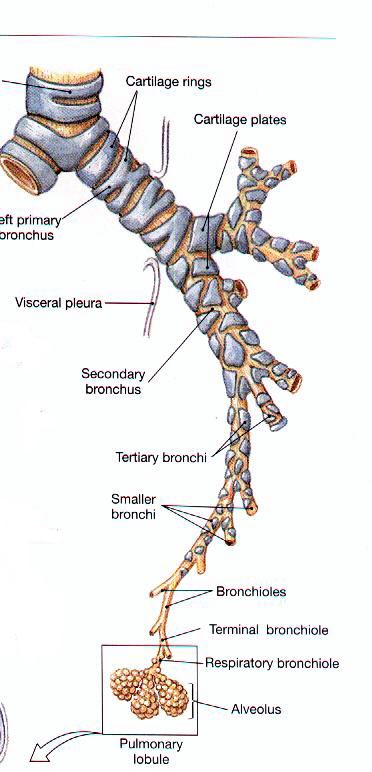 Cartilage rings
Cartilage plates
eft primary
bronchus
Visceral pleura
Secondary
bronchus
Tertiary bronchi
Smaller
bronchi
Bronchioles
Terminal bronchiole
Respiratory bronchiole
Alveolus
Pulmonary
lobule